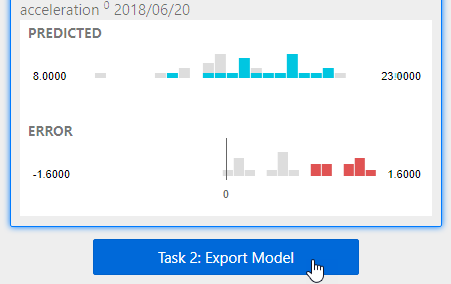 acceleration 0 2018/06/20
PREDICTED
8.0000 23.0000
ERROR
-1.6000 1.6000
0
Task 2: Export Model